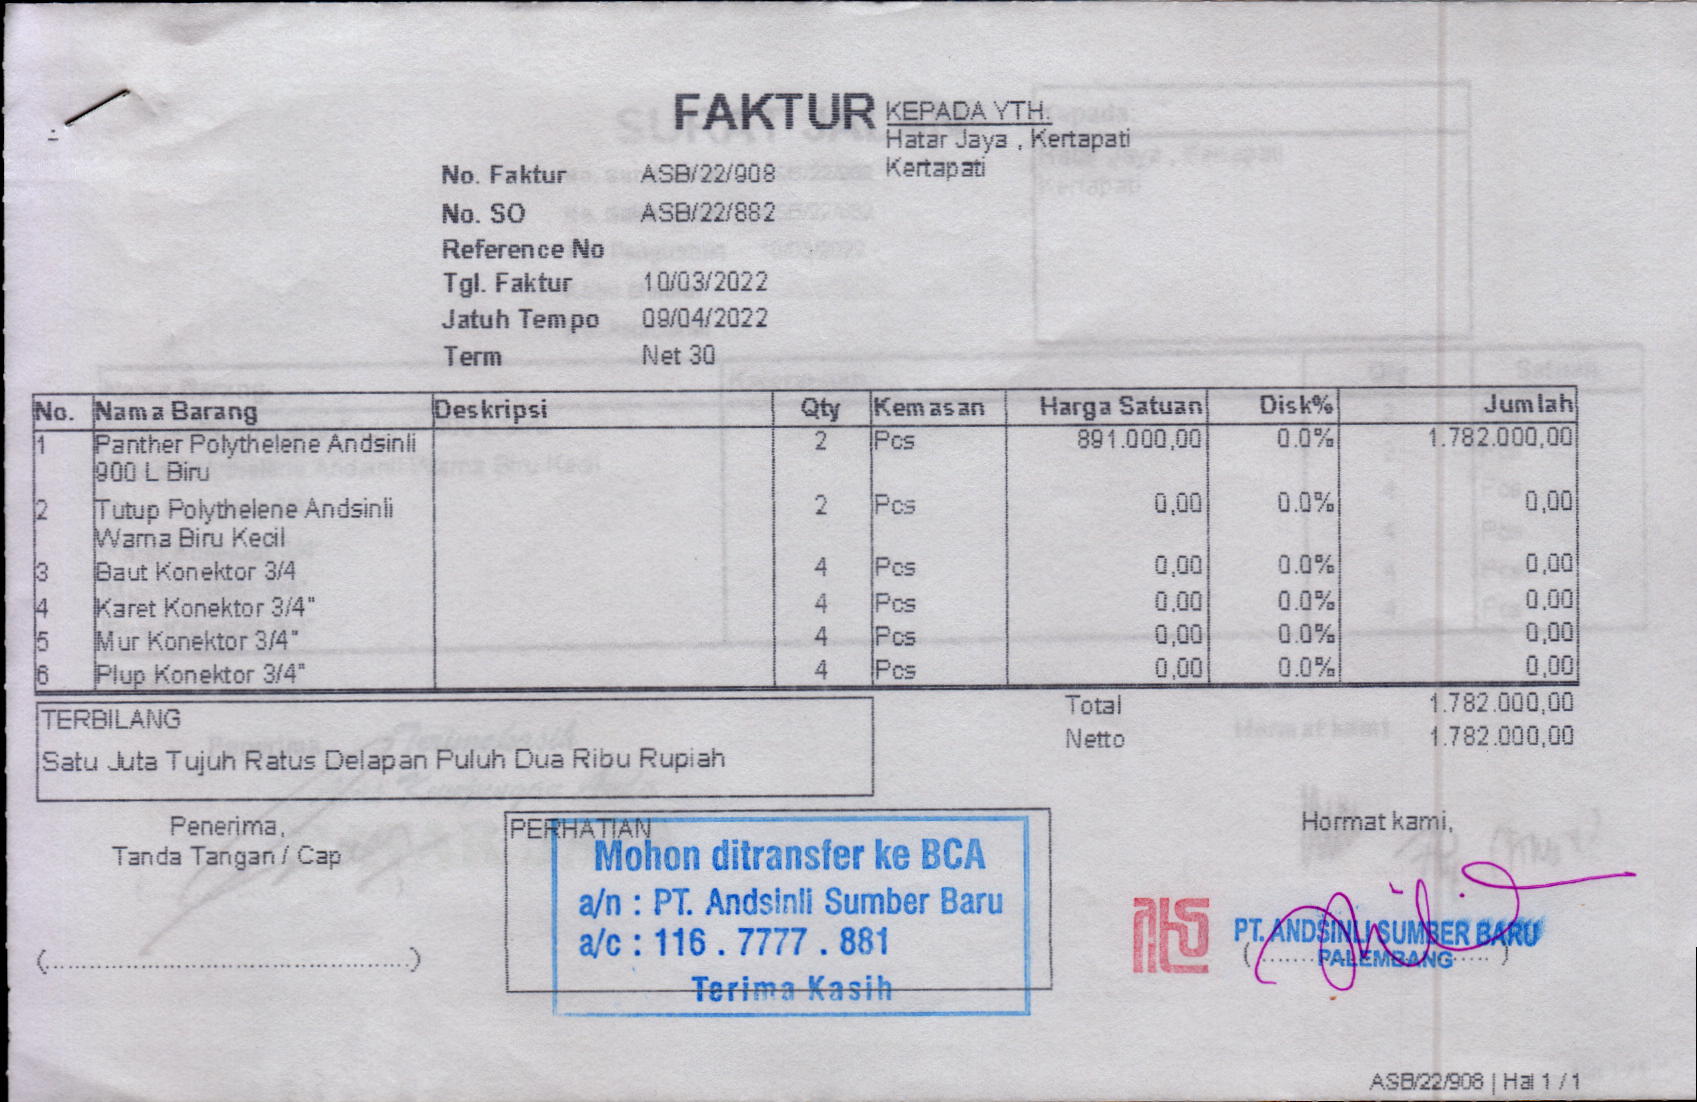 FAKTUR
KEPADA YTH.
Hatar Jaya , Kertapati
Kertapati
No. Faktur ASB/22/908
No. SO ASB/22/882
Reference No
Tgl. Faktur 10/03/2022
Jatuh Tempo 09/04/2022
Term Net 30
No. Nama Barang Deskripsi Qty Kemasan Harga Satuan Disk% Jumlah
1 Panther Polythelene Andsinli 2 Pcs 891.000,00 0.0% 1.782.000,00
900 L Biru
2 Tutup Polythelene Andsinli 2 Pcs 0,00 0.0% 0,00
Warna Biru Kecil
3 Baut Konektor 3/4 4 Pcs 0,00 0.0% 0,00
4 Karet Konektor 3/4" 4 Pcs 0,00 0.0% 0,00
5 Mur Konektor 3/4" 4 Pcs 0,00 0.0% 0,00
6 Plup Konektor 3/4" 4 Pcs 0,00 0.0% 0,00
Total 1.782.000,00
Netto 1.782.000,00
TERBILANG
Satu Juta Tujuh Ratus Delapan Puluh Dua Ribu Rupiah
Penerima,
Tanda Tangan / Cap
(........................................)
PERHATIAN
Mohon ditransfer ke BCA
a/n : PT. Andsinli Sumber Baru
a/c : 116 . 7777 . 881
Terima Kasih
Hormat kami,
PT. ANDSINLI SUMBER BARU
PALEMBANG
ASB/22/908 | Hal 1 / 1